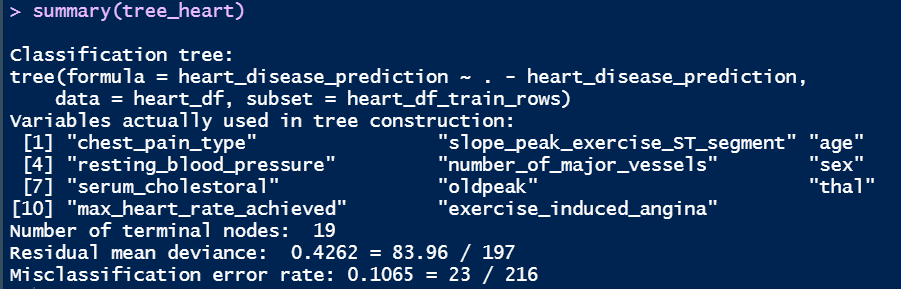 > summary(tree_heart)
Classification tree:
tree(formula = heart_disease_prediction ~ . - heart_disease_prediction,
    data = heart_df, subset = heart_df_train_rows)
Variables actually used in tree construction:
 [1] "chest_pain_type"               "slope_peak_exercise_ST_segment" "age"
 [4] "resting_blood_pressure"        "number_of_major_vessels"        "sex"
 [7] "serum_cholestoral"             "oldpeak"                        "thal"
[10] "max_heart_rate_achieved"       "exercise_induced_angina"
Number of terminal nodes:  19
Residual mean deviance:  0.4262 = 83.96 / 197
Misclassification error rate: 0.1065 = 23 / 216